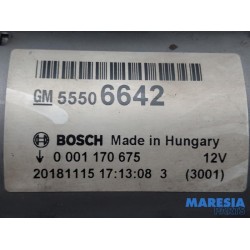 GM 5550 6642
BOSCH Made in Hungary
↓ 0 001 170 675 12V
20181115 17:13:08 3 (3001)
MARESIA
PARTS